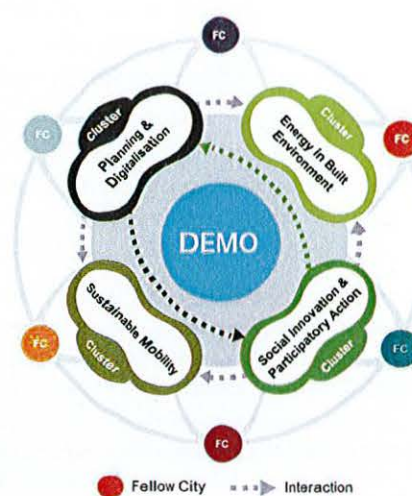 FC
Cluster
Planning &
Digitalisation
Cluster
Energy in Built
Environment
FC
FC
DEMO
Sustainable Mobility
Cluster
Social Innovation &
Participatory Action
Cluster
FC
FC
FC
Fellow City
Interaction